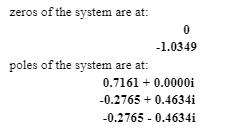 zeros of the system are at:
0
-1.0349
poles of the system are at:
0.7161 + 0.0000i
-0.2765 + 0.4634i
-0.2765 - 0.4634i